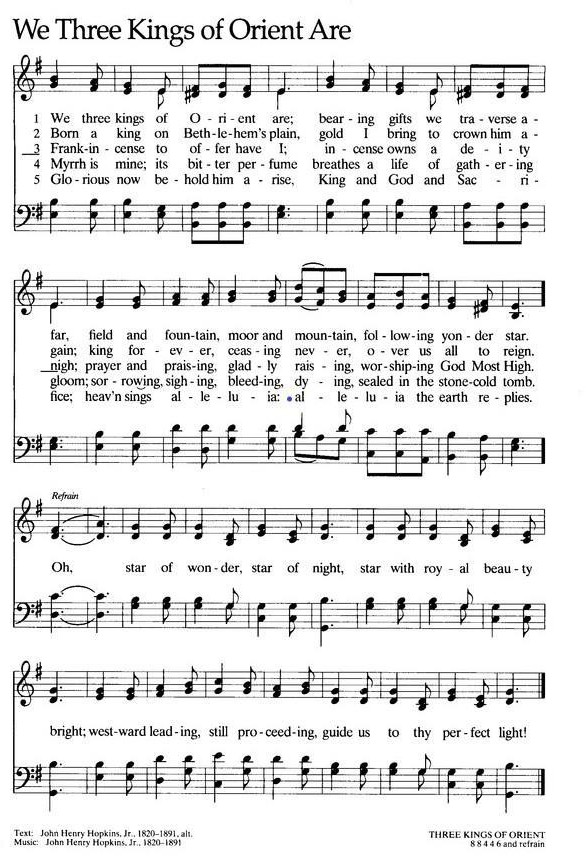 We Three Kings of Orient Are
1 We three kings of O - ri - ent are; bear - ing gifts we tra - verse a -
2 Born a king on Beth - le - hem's plain, gold I bring to crown him a -
3 Frank - in - cense to of - fer have I; in - cense owns a de - i - ty
4 Myrrh is mine; its bit - ter per - fume breathes a life of gath - er - ing
5 Glo - rious now be - hold him a - rise, King and God and Sac - ri -
far, field and foun - tain, moor and moun - tain, fol - low - ing yon - der star.
gain; king for - ev - er, ceas - ing nev - er, o - ver us all to reign.
nigh; prayer and prais - ing, glad - ly rais - ing, wor - ship - ing God Most High.
gloom; sor - rowing, sigh - ing, bleed - ing, dy - ing, sealed in the stone - cold tomb.
fice; heav'n sings al - le - lu - ia: al - le - lu - ia the earth re - plies.
Refrain
Oh, star of won - der, star of night, star with roy - al beau - ty
bright; west - ward lead - ing, still pro - ceed - ing, guide us to thy per - fect light!
Text: John Henry Hopkins, Jr., 1820–1891, alt. THREE KINGS OF ORIENT
Music: John Henry Hopkins, Jr., 1820–1891 8 8 4 4 6 and refrain